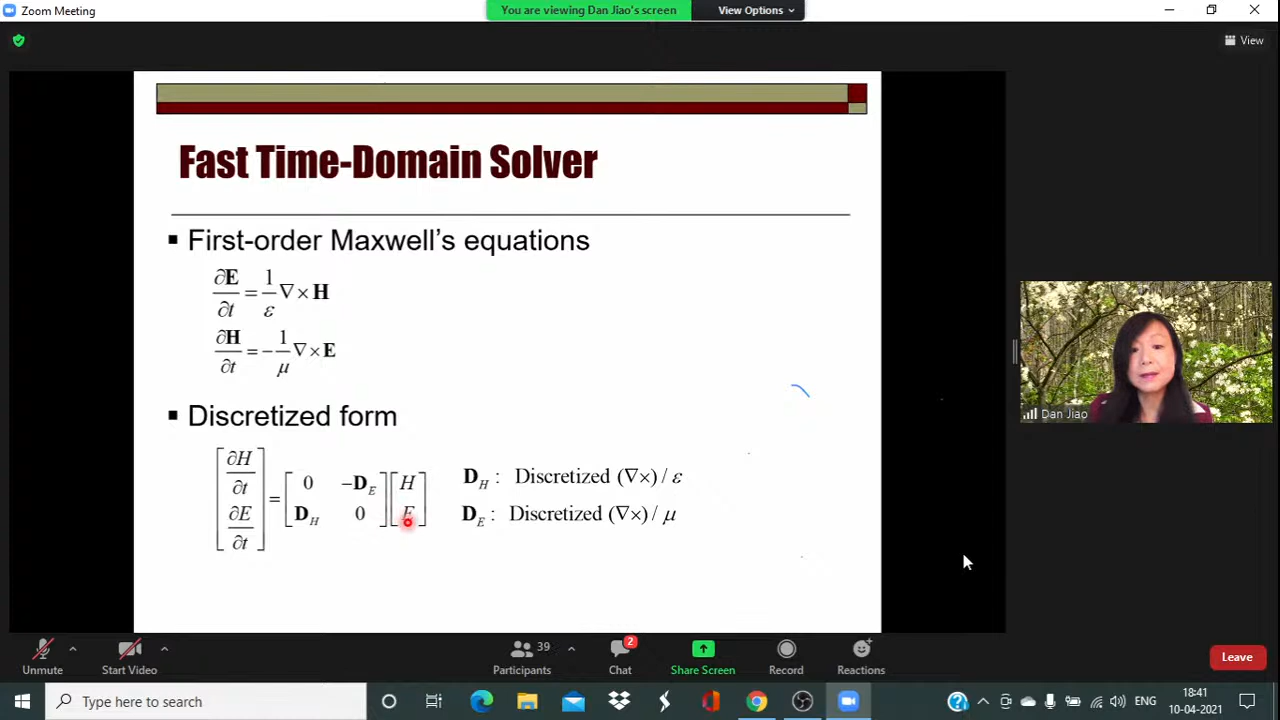 Zoom Meeting
You are viewing Dan Jiao's screen
View Options
View
Fast Time-Domain Solver
First-order Maxwell's equations
∂E/∂t = 1/ε ∇ × H
∂H/∂t = − 1/μ ∇ × E
Discretized form
[∂H/∂t ∂E/∂t] = [0 −D_E D_H 0] [H E]
D_H : Discretized (∇×) / ε
D_E : Discretized (∇×) / μ
Dan Jiao
Unmute
Start Video
39
Participants
2
Chat
Share Screen
Record
Reactions
Leave
Type here to search
ENG
18:41
10-04-2021